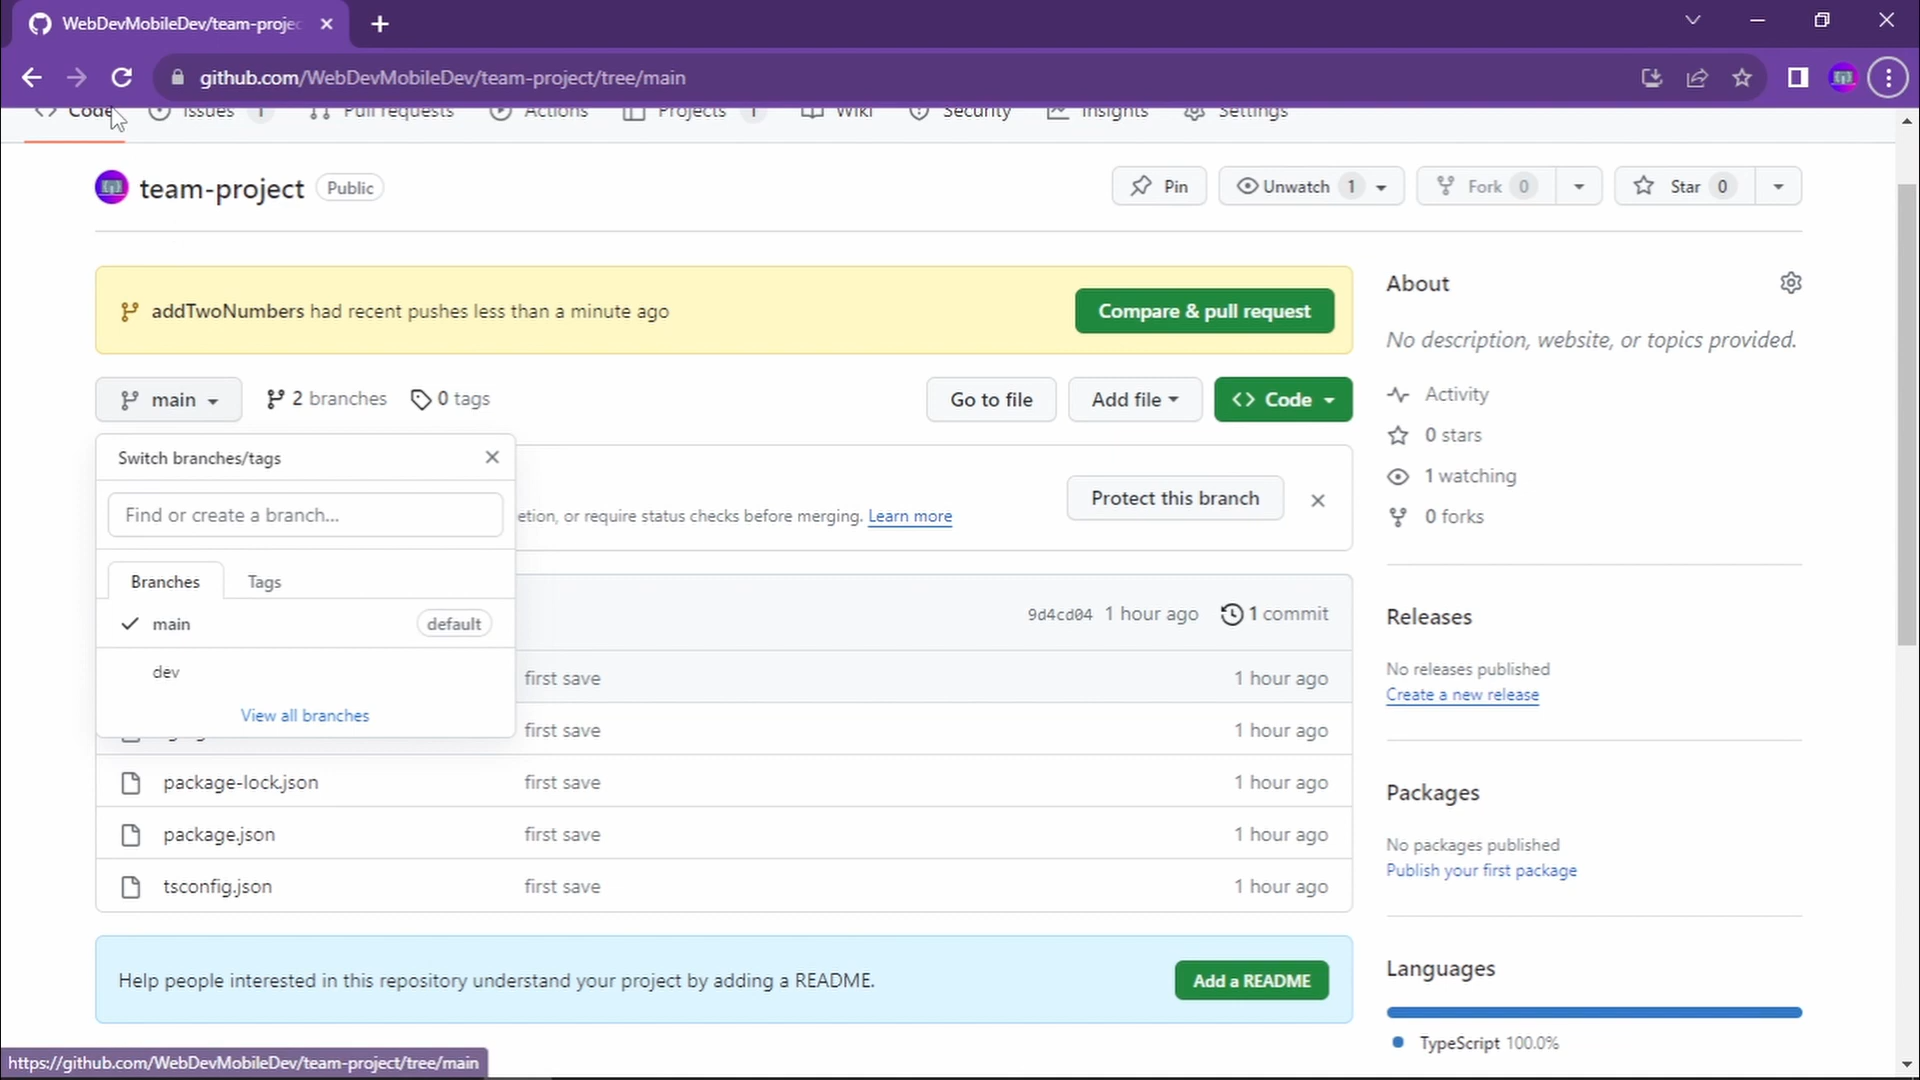 WebDevMobileDev/team-projec
github.com/WebDevMobileDev/team-project/tree/main
Code Issues 1 Pull requests Actions Projects 1 Wiki Security Insights Settings
team-project Public Pin Unwatch 1 Fork 0 Star 0
addTwoNumbers had recent pushes less than a minute ago Compare & pull request
About
No description, website, or topics provided.
main 2 branches 0 tags Go to file Add file Code
Activity
0 stars
1 watching
0 forks
Switch branches/tags
Find or create a branch...
etion, or require status checks before merging. Learn more
Protect this branch
Branches Tags
main default
dev
View all branches
9d4cd04 1 hour ago 1 commit
first save 1 hour ago
first save 1 hour ago
package-lock.json first save 1 hour ago
package.json first save 1 hour ago
tsconfig.json first save 1 hour ago
Releases
No releases published
Create a new release
Packages
No packages published
Publish your first package
Help people interested in this repository understand your project by adding a README. Add a README
Languages
TypeScript 100.0%
https://github.com/WebDevMobileDev/team-project/tree/main